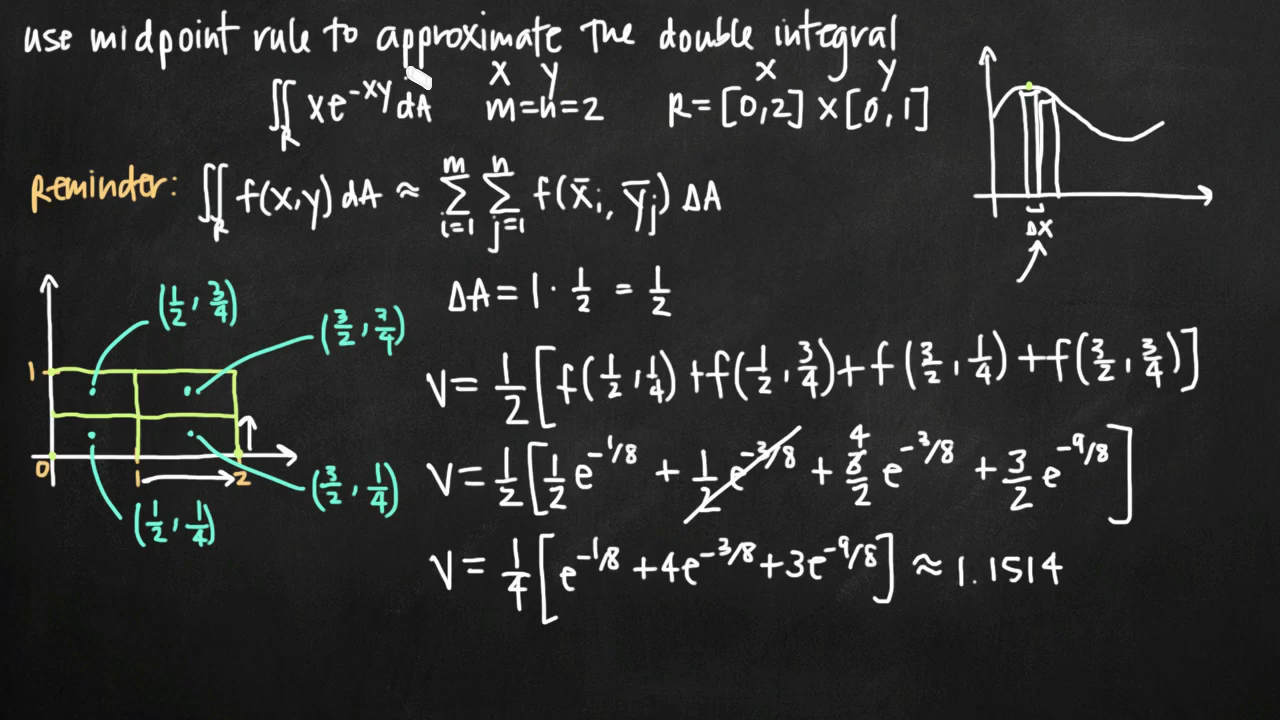 use midpoint rule to approximate the double integral
x y x y
∬_R xe^{-xy} dA m=n=2 R=[0,2] x [0,1]
Reminder: ∬_R f(x,y) dA ≈ ∑_{i=1}^{m} ∑_{j=1}^{n} f(x̄_i, ȳ_j) ΔA
Δx
ΔA = 1 · 1/2 = 1/2
(1/2, 3/4)
(3/2, 3/4)
1
0 1 2
(3/2, 1/4)
(1/2, 1/4)
V = 1/2 [f(1/2, 1/4) + f(1/2, 3/4) + f(3/2, 1/4) + f(3/2, 3/4)]
V = 1/2 [1/2 e^{-1/8} + 1/2 e^{-3/8} + 4/2 e^{-3/8} + 3/2 e^{-9/8}]
V = 1/4 [e^{-1/8} + 4e^{-3/8} + 3e^{-9/8}] ≈ 1.1514